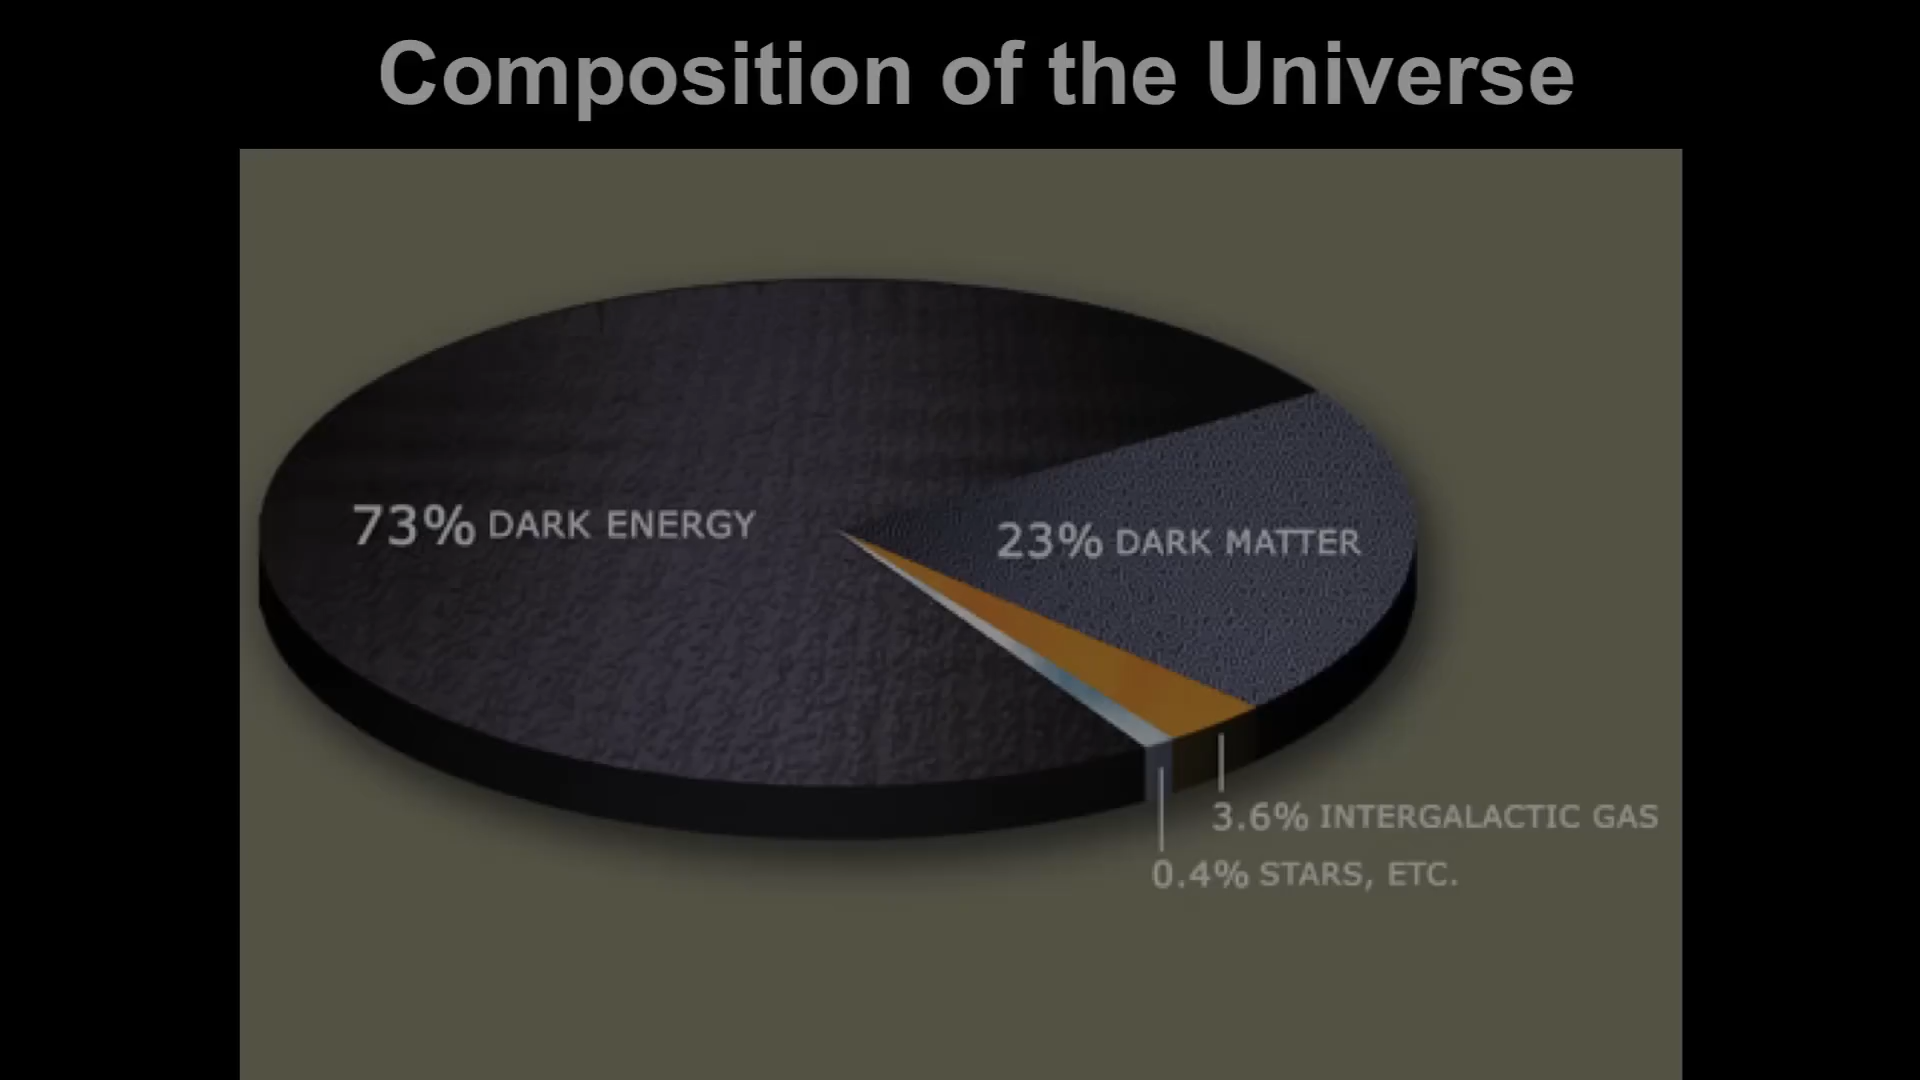 Composition of the Universe
73% DARK ENERGY
23% DARK MATTER
3.6% INTERGALACTIC GAS
0.4% STARS, ETC.